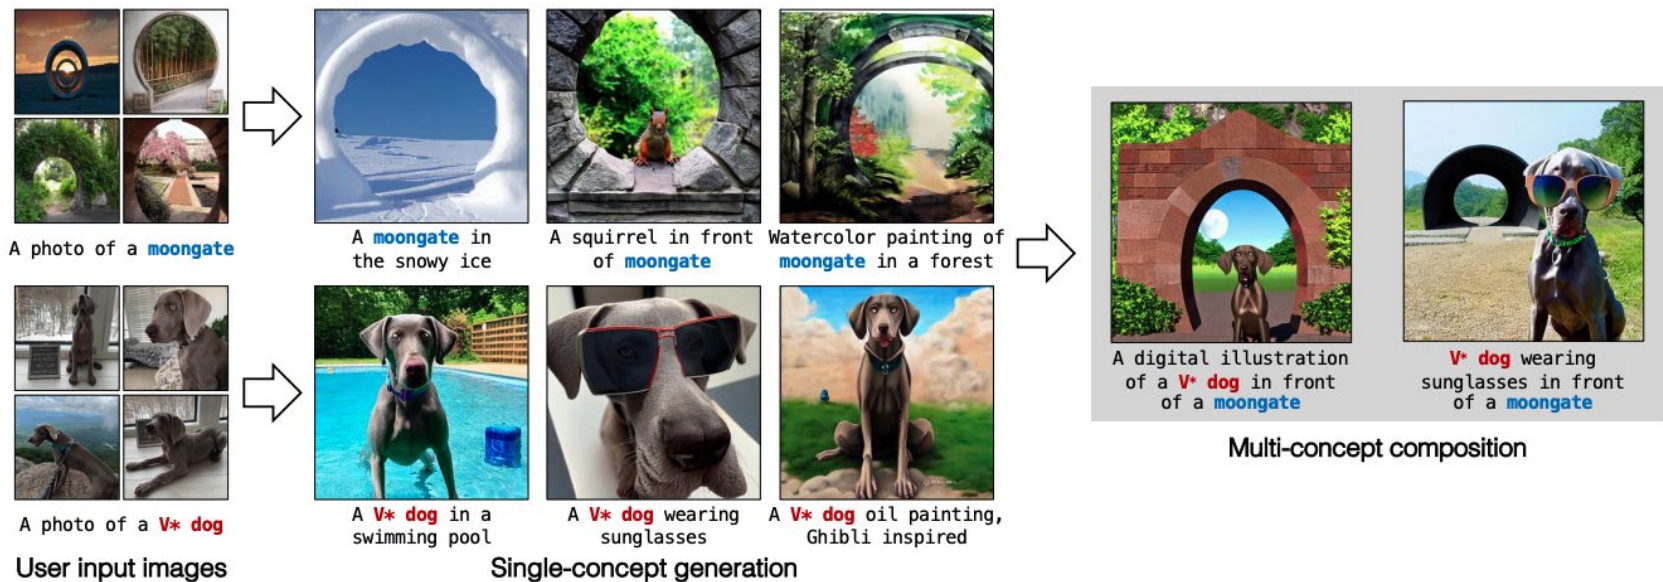 A photo of a moongate
A moongate in
the snowy ice
A squirrel in front
of moongate
Watercolor painting of
moongate in a forest
A photo of a V* dog
A V* dog in a
swimming pool
A V* dog wearing
sunglasses
A V* dog oil painting,
Ghibli inspired
A digital illustration
of a V* dog in front
of a moongate
V* dog wearing
sunglasses in front
of a moongate
Multi-concept composition
User input images
Single-concept generation